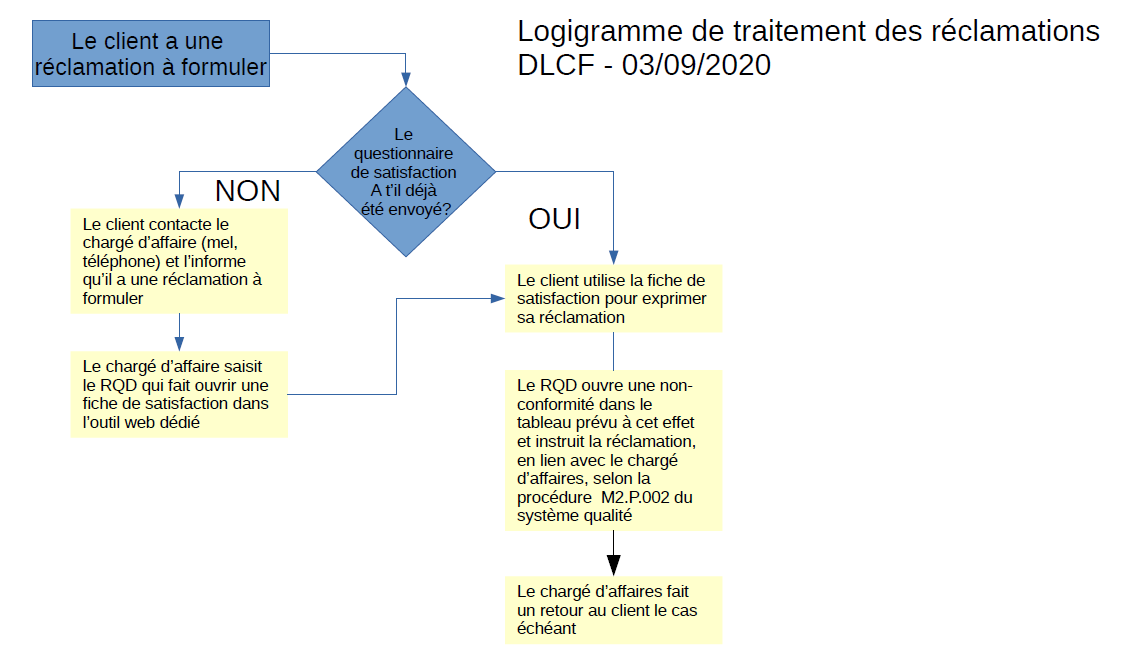 Le client a une
réclamation à formuler
Logigramme de traitement des réclamations
DLCF - 03/09/2020
Le
questionnaire
de satisfaction
A t'il déjà
été envoyé?
NON
OUI
Le client contacte le
chargé d'affaire (mel,
téléphone) et l'informe
qu'il a une réclamation à
formuler
Le client utilise la fiche de
satisfaction pour exprimer
sa réclamation
Le chargé d'affaire saisit
le RQD qui fait ouvrir une
fiche de satisfaction dans
l'outil web dédié
Le RQD ouvre une non-
conformité dans le
tableau prévu à cet effet
et instruit la réclamation,
en lien avec le chargé
d'affaires, selon la
procédure  M2.P.002 du
système qualité
Le chargé d'affaires fait
un retour au client le cas
échéant